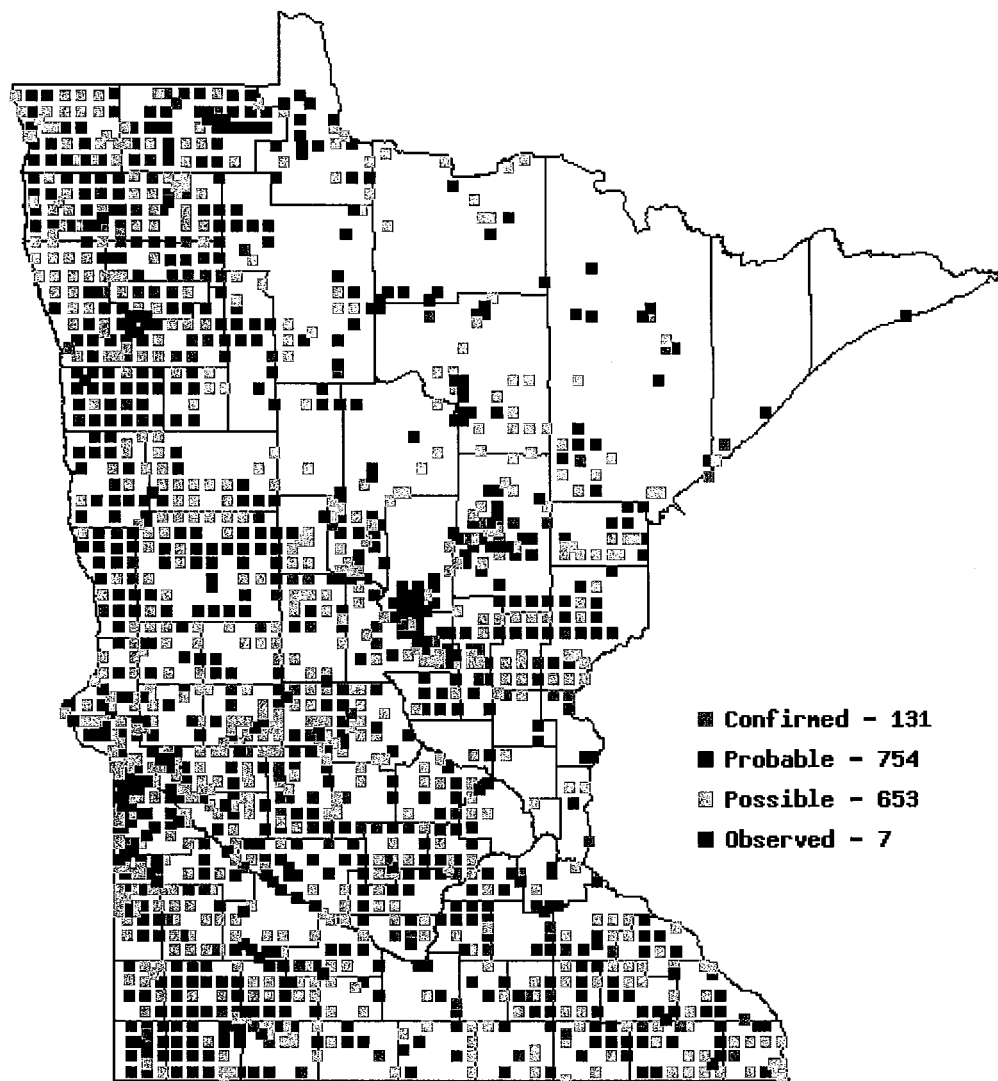 Confirmed - 131
Probable - 754
Possible - 653
Observed - 7